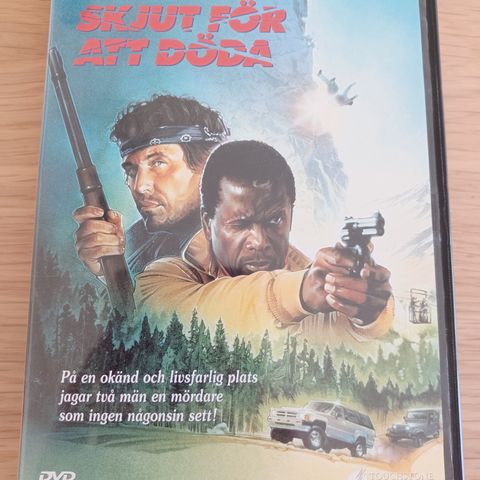 SKJUT FÖR
ATT DÖDA
På en okänd och livsfarlig plats
jagar två män en mördare
som ingen någonsin sett!
DVD
TOUCHSTONE